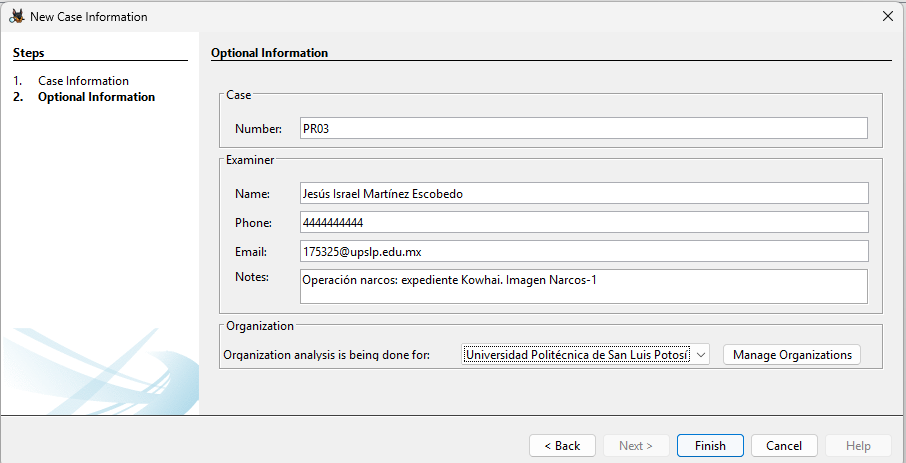 New Case Information
Steps
1. Case Information
2. Optional Information
Optional Information
Case
Number: PR03
Examiner
Name: Jesús Israel Martínez Escobedo
Phone: 4444444444
Email: 175325@upslp.edu.mx
Notes: Operación narcos: expediente Kowhai. Imagen Narcos-1
Organization
Organization analysis is being done for: Universidad Politécnica de San Luis Potosí Manage Organizations
< Back Next > Finish Cancel Help